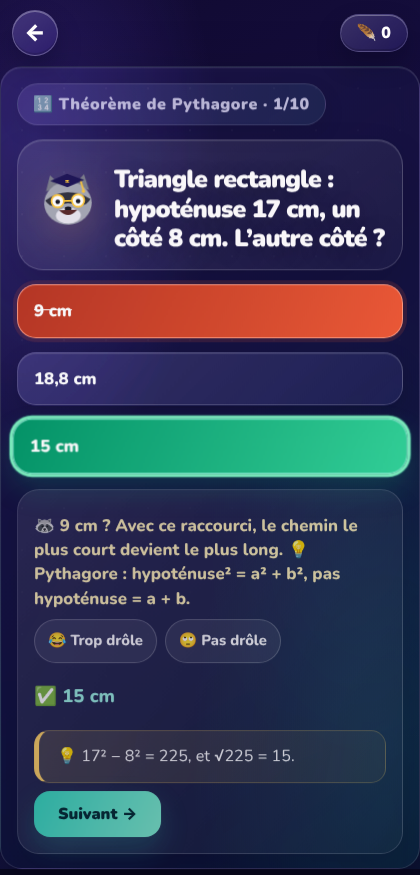 ← 🪶 0
🔢 Théorème de Pythagore · 1/10
Triangle rectangle :
hypoténuse 17 cm, un
côté 8 cm. L’autre côté ?
9 cm
18,8 cm
15 cm
🦝 9 cm ? Avec ce raccourci, le chemin le
plus court devient le plus long. 💡
Pythagore : hypoténuse² = a² + b², pas
hypoténuse = a + b.
😂 Trop drôle 🙄 Pas drôle
✅ 15 cm
💡 17² − 8² = 225, et √225 = 15.
Suivant →